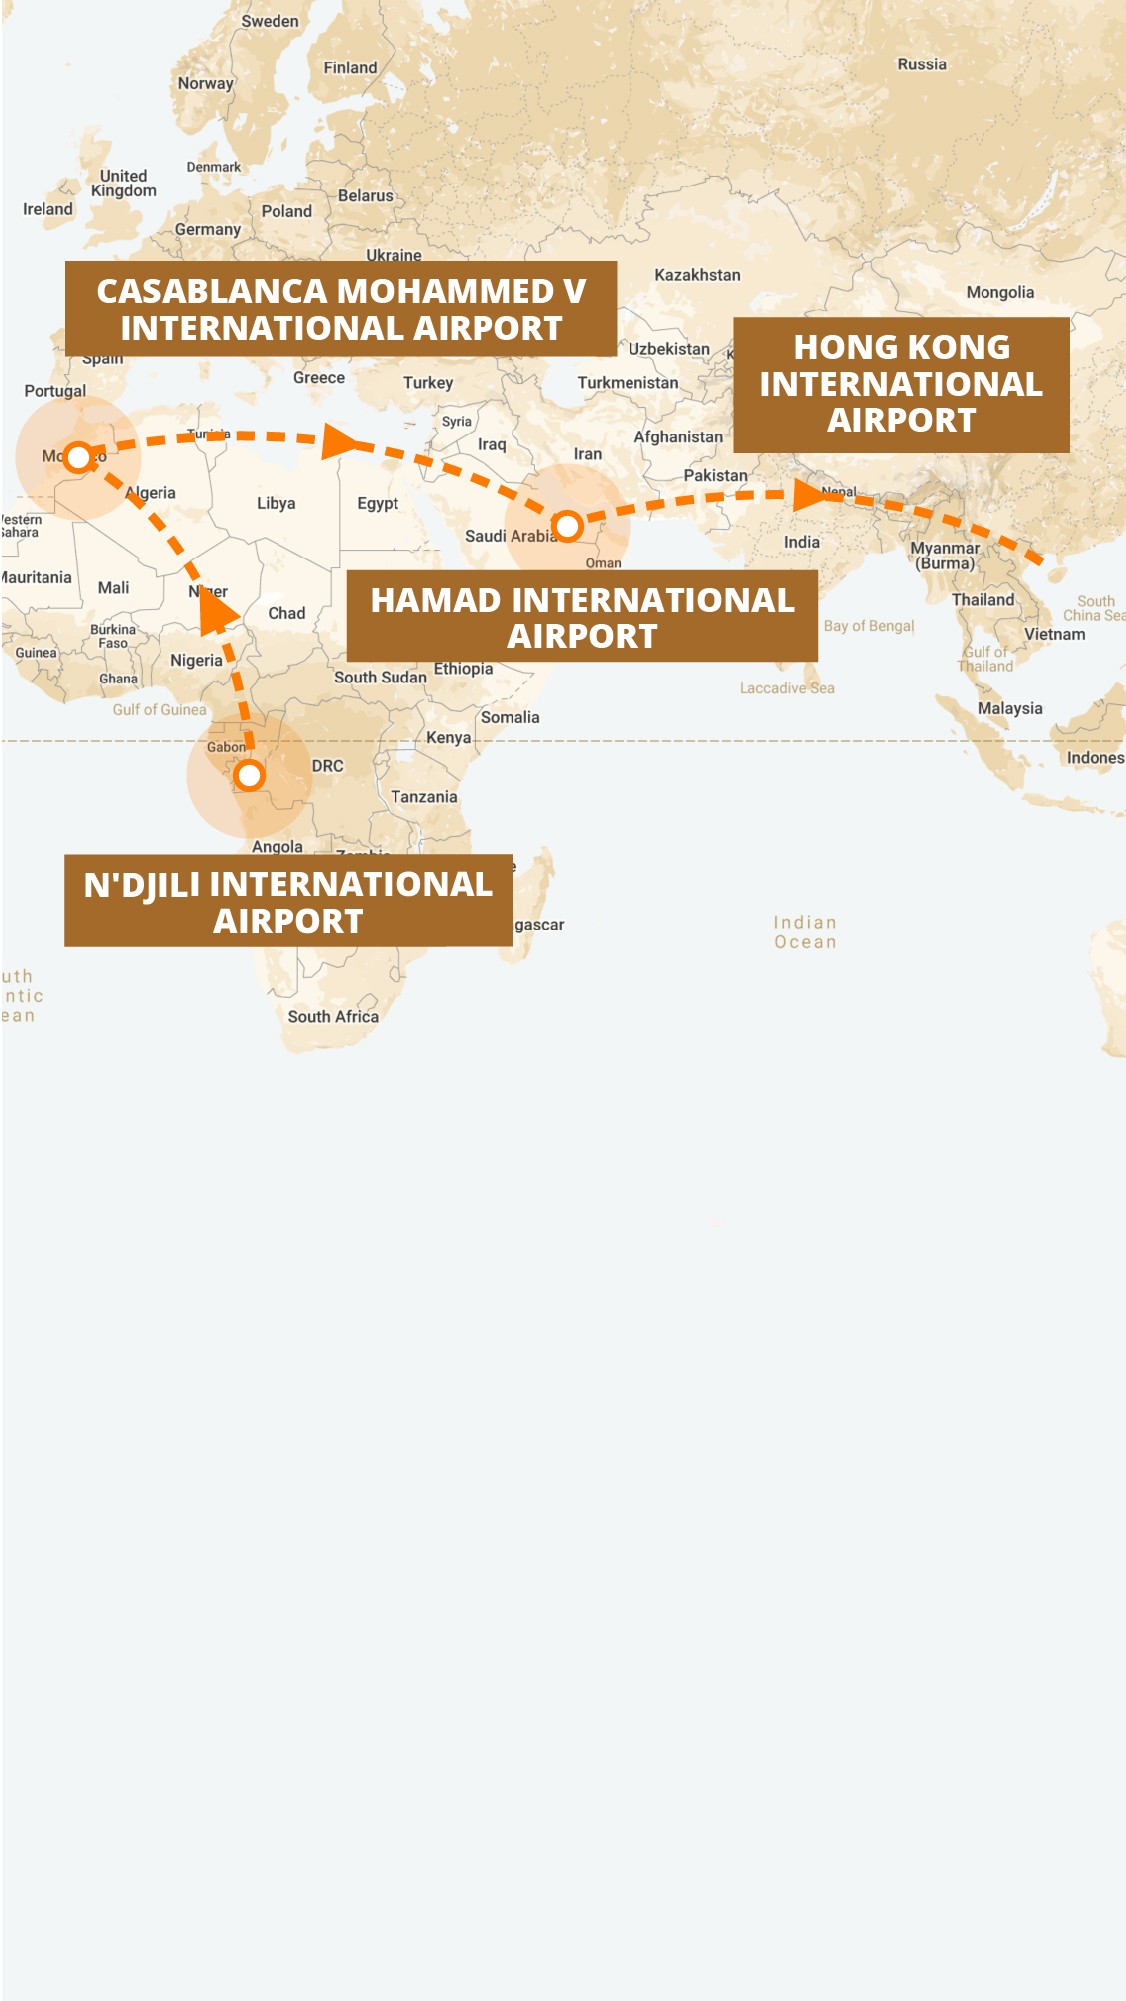 Sweden
Finland
Russia
Norway
Denmark
United
Kingdom
Belarus
Ireland
Poland
Germany
Ukraine
Kazakhstan
Mongolia
CASABLANCA MOHAMMED V
INTERNATIONAL AIRPORT
HONG KONG
INTERNATIONAL
AIRPORT
Uzbekistan
Spain
Greece
Turkey
Turkmenistan
Portugal
Syria
Tunisia
Iraq
Afghanistan
Iran
Pakistan
Algeria
Libya
Egypt
Nepal
estern
Sahara
Saudi Arabia
India
Myanmar
(Burma)
Oman
Mauritania
Mali
Niger
Chad
HAMAD INTERNATIONAL
AIRPORT
Thailand
South
China Sea
Burkina
Faso
Bay of Bengal
Vietnam
Guinea
Nigeria
Ghana
South Sudan
Ethiopia
Gulf of
Thailand
Laccadive Sea
Gulf of Guinea
Somalia
Malaysia
Gabon
Kenya
DRC
Indones
Tanzania
Angola
Zambia
N'DJILI INTERNATIONAL
AIRPORT
gascar
Indian
Ocean
uth
ntic
ean
South Africa